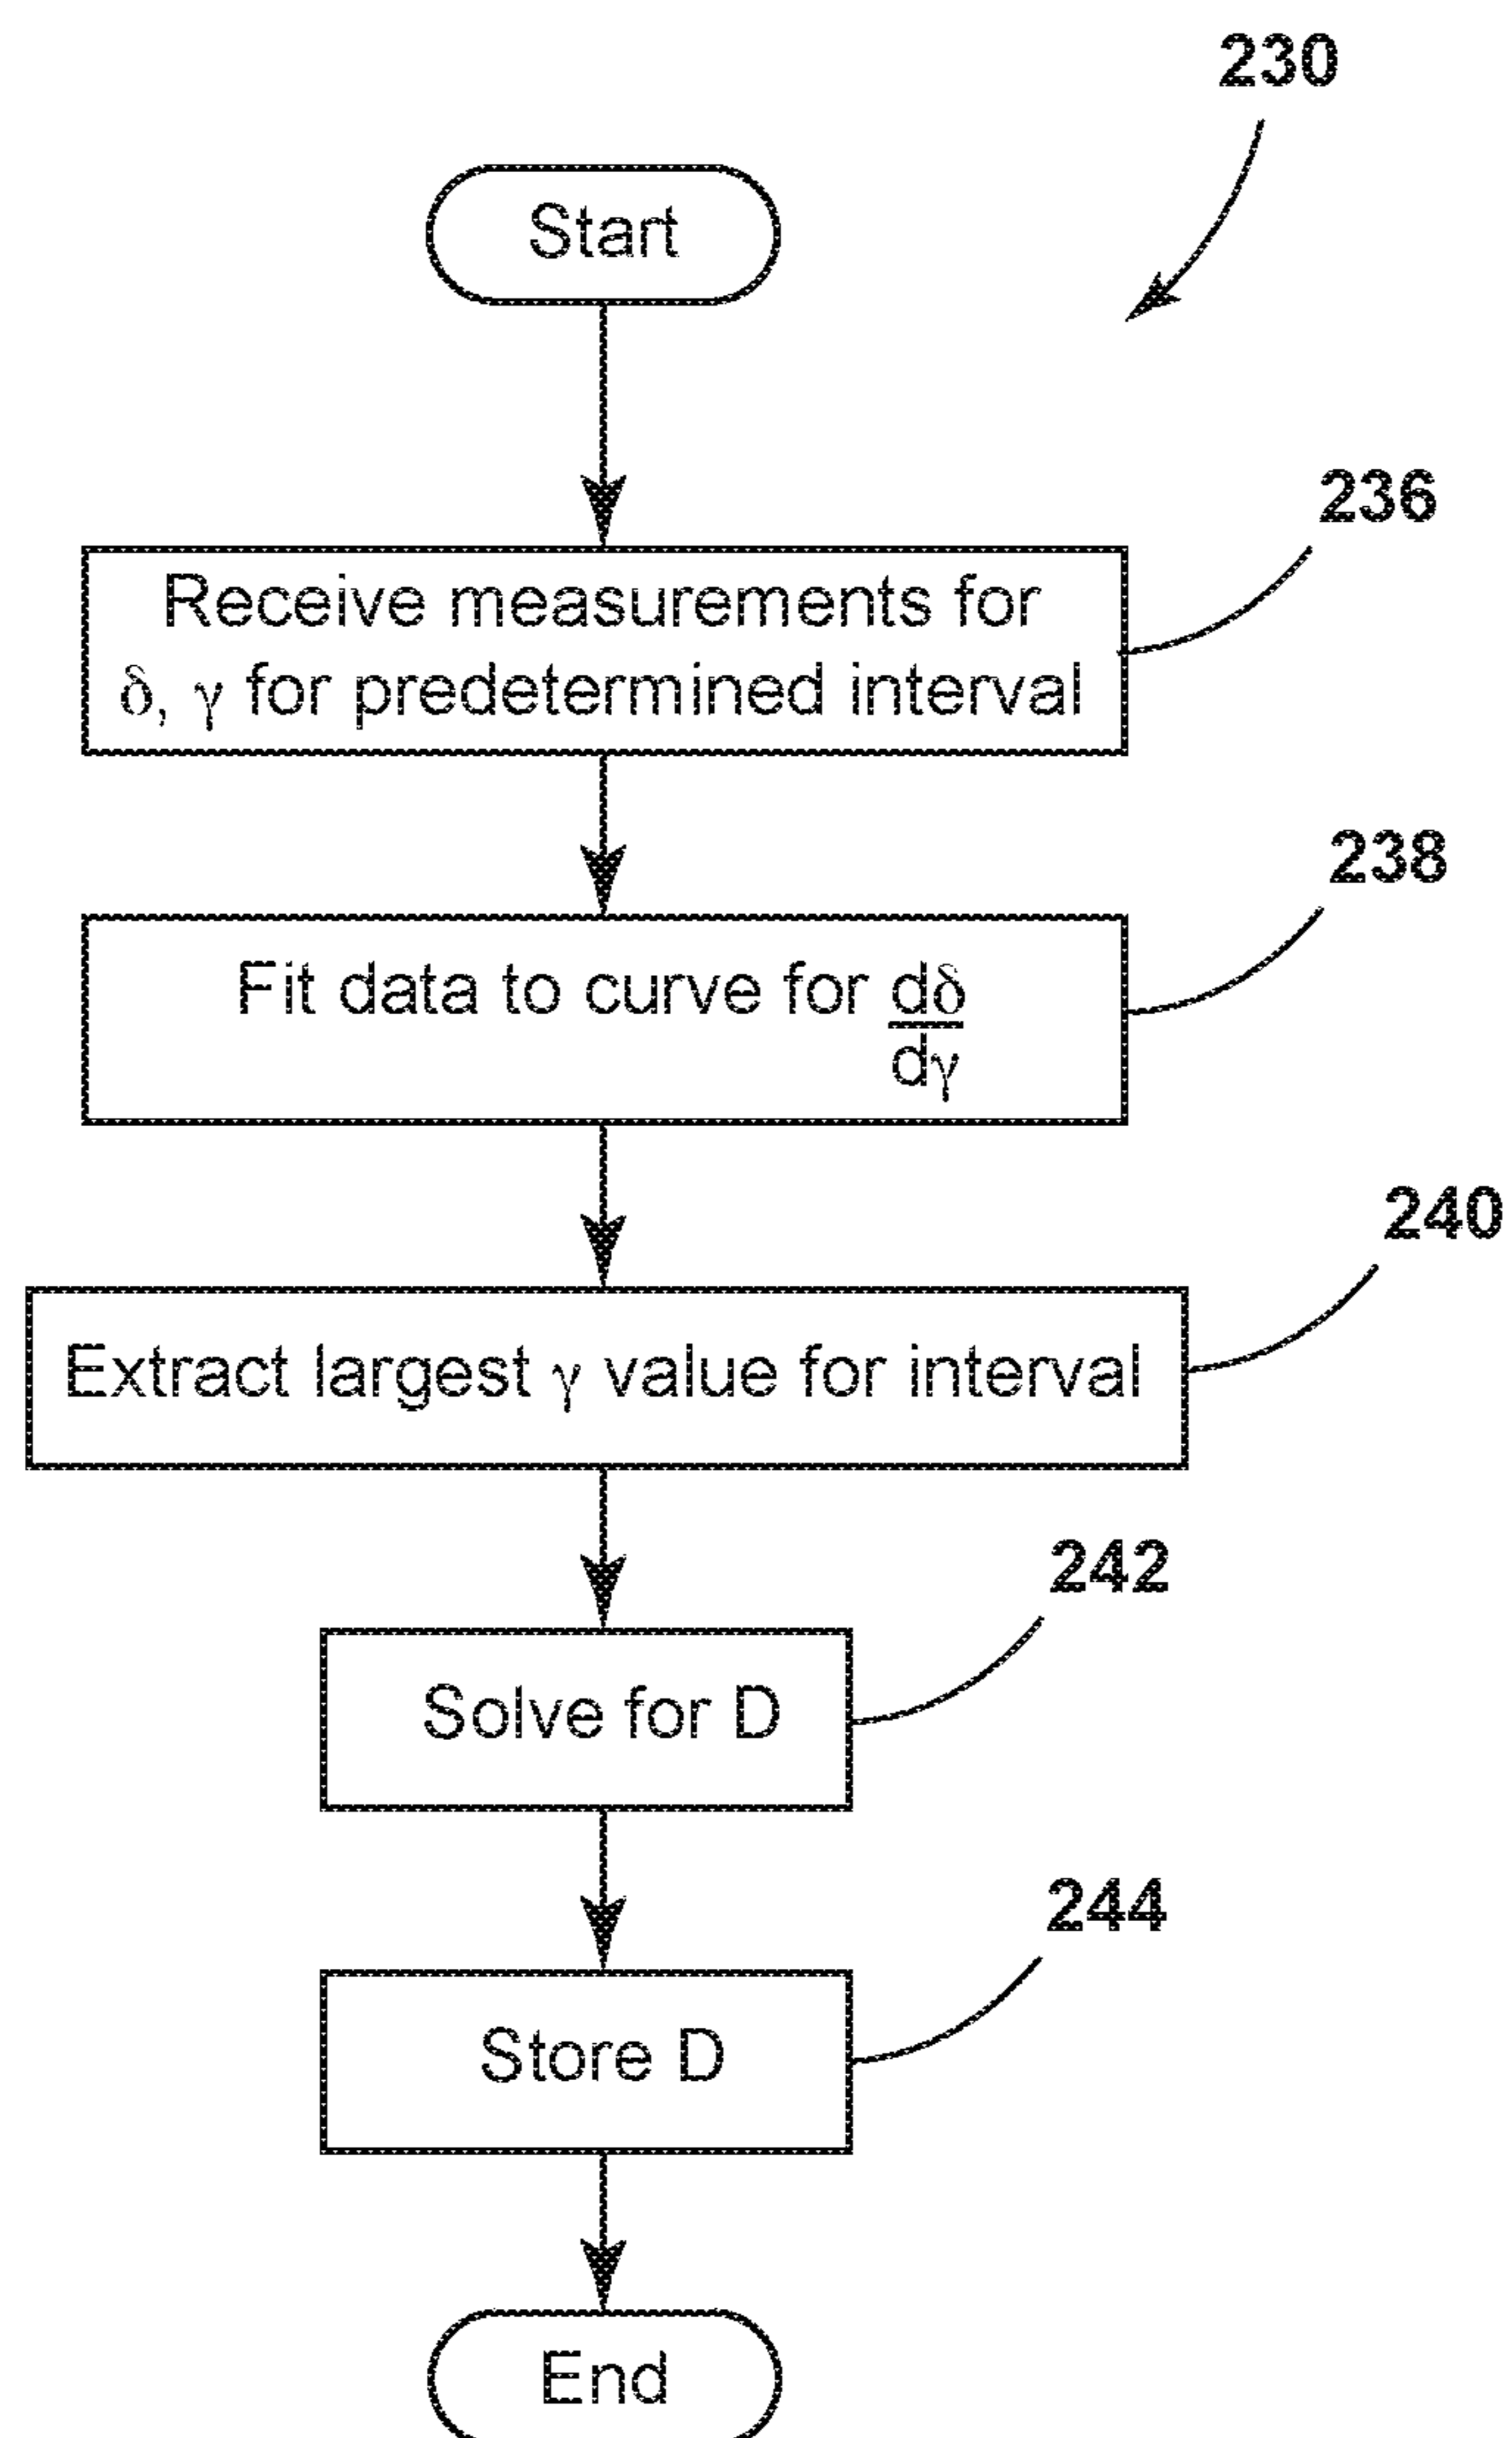 230
Start
236
Receive measurements for
δ, γ for predetermined interval
238
Fit data to curve for dδ
dγ
240
Extract largest γ value for interval
242
Solve for D
244
Store D
End